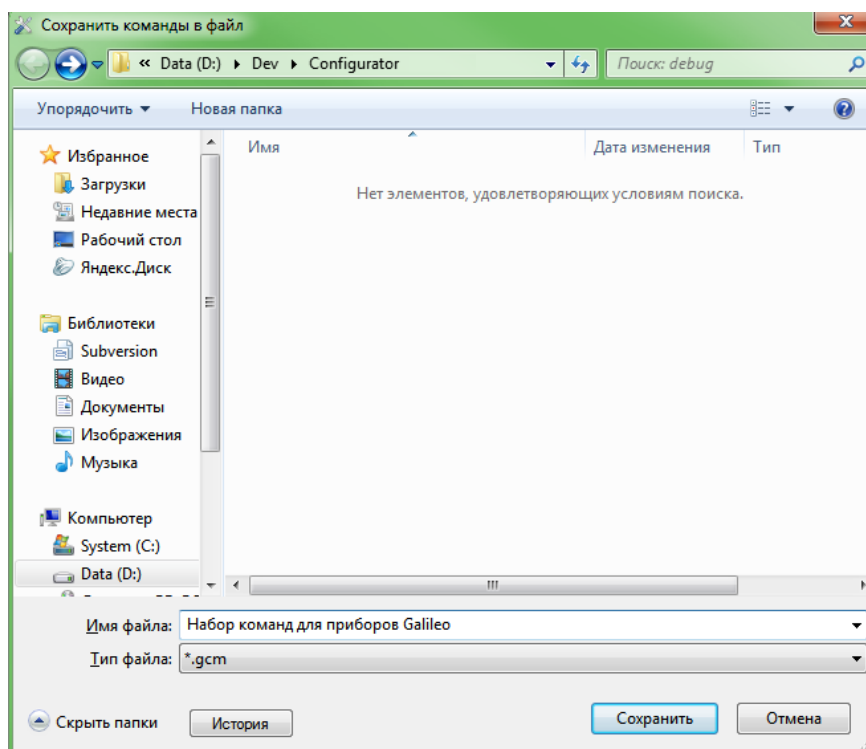 Сохранить команды в файл
« Data (D:) Dev Configurator
Поиск: debug
Упорядочить Новая папка
Избранное
Загрузки
Недавние места
Рабочий стол
Яндекс.Диск
Библиотеки
Subversion
Видео
Документы
Изображения
Музыка
Компьютер
System (C:)
Data (D:)
Имя Дата изменения Тип
Нет элементов, удовлетворяющих условиям поиска.
Имя файла: Набор команд для приборов Galileo
Тип файла: *.gcm
Скрыть папки История Сохранить Отмена